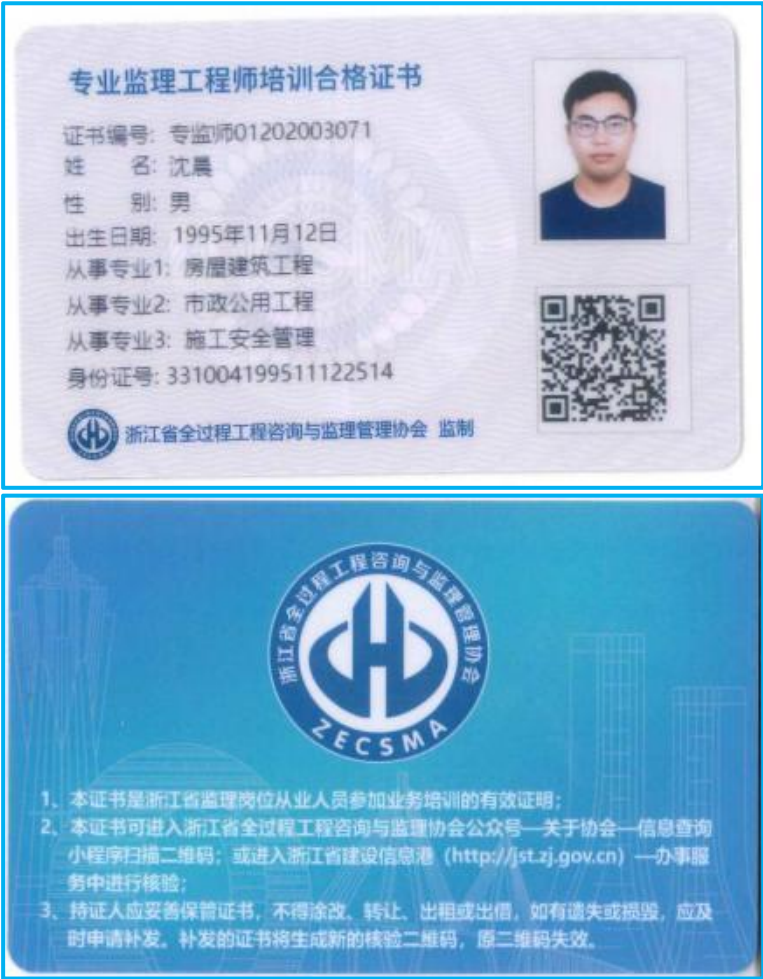 专业监理工程师培训合格证书
证书编号: 专监师01202003071
姓 名: 沈晨
性 别: 男
出生日期: 1995年11月12日
从事专业1: 房屋建筑工程
从事专业2: 市政公用工程
从事专业3: 施工安全管理
身份证号: 331004199511122514
浙江省全过程工程咨询与监理管理协会 监制
浙江省全过程工程咨询与监理管理协会
ZECSMA
1、本证书是浙江省监理岗位从业人员参加业务培训的有效证明;
2、本证书可进入浙江省全过程工程咨询与监理协会公众号—关于协会—信息查询
小程序扫描二维码; 或进入浙江省建设信息港 (http://jst.zj.gov.cn) —办事服
务中进行核验;
3、持证人应妥善保管证书, 不得涂改、转让、出租或出借, 如有遗失或损毁, 应及
时申请补发。补发的证书将生成新的核验二维码, 原二维码失效。